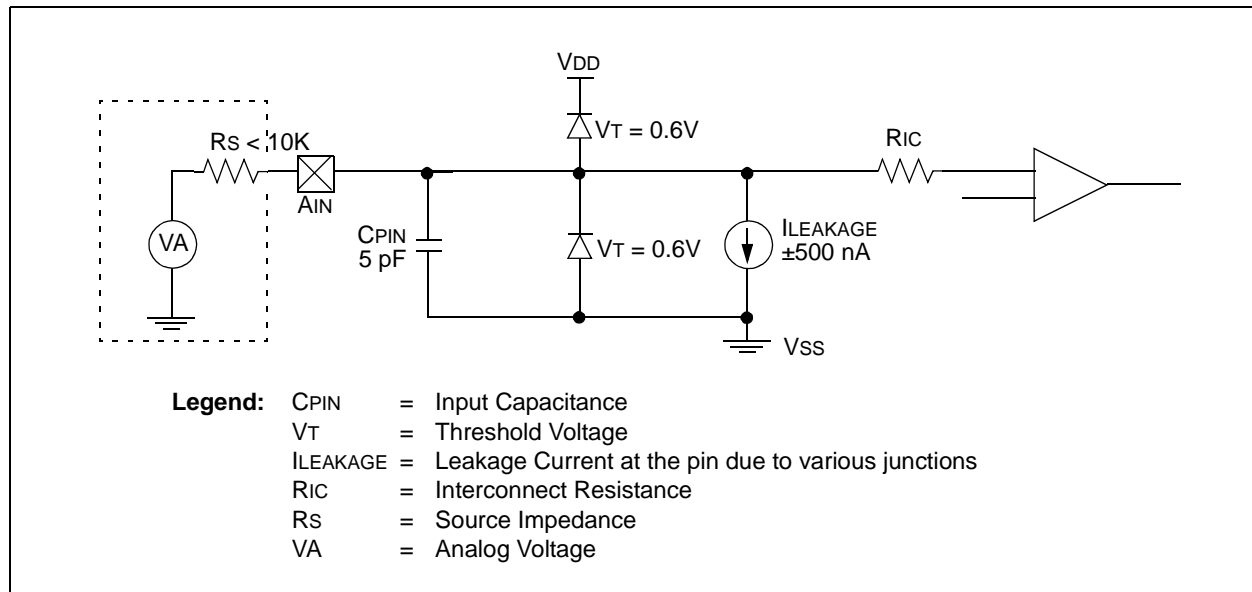 VDD
VT = 0.6V
RS < 10K
RIC
AIN
CPIN
5 pF
VA
VT = 0.6V
ILEAKAGE
±500 nA
VSS
Legend: CPIN = Input Capacitance
VT = Threshold Voltage
ILEAKAGE = Leakage Current at the pin due to various junctions
RIC = Interconnect Resistance
RS = Source Impedance
VA = Analog Voltage